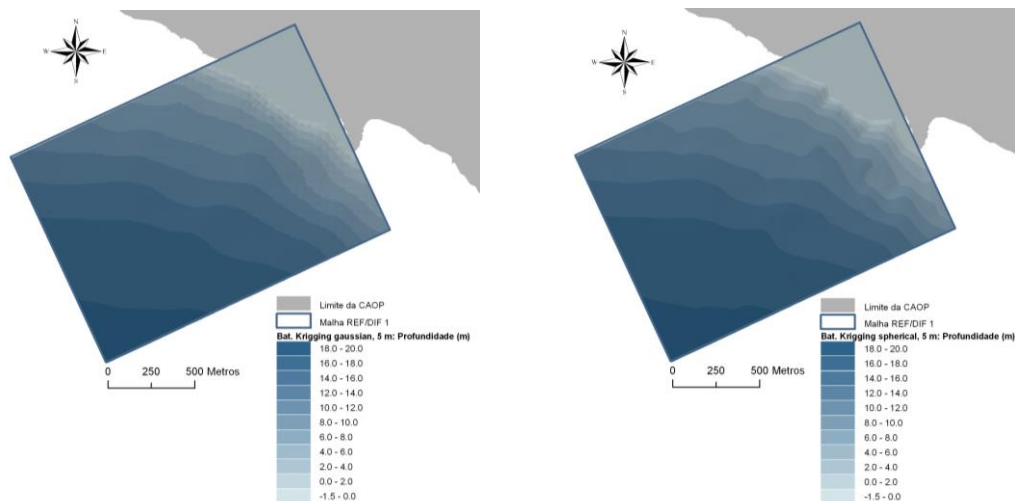 N
W E
S
Limite da CAOP
Malha REF/DIF 1
Bat. Krigging gaussian, 5 m: Profundidade (m)
18.0 - 20.0
16.0 - 18.0
14.0 - 16.0
12.0 - 14.0
10.0 - 12.0
8.0 - 10.0
6.0 - 8.0
4.0 - 6.0
2.0 - 4.0
0.0 - 2.0
-1.5 - 0.0
0 250 500 Metros
N
W E
S
Limite da CAOP
Malha REF/DIF 1
Bat. Krigging spherical, 5 m: Profundidade (m)
18.0 - 20.0
16.0 - 18.0
14.0 - 16.0
12.0 - 14.0
10.0 - 12.0
8.0 - 10.0
6.0 - 8.0
4.0 - 6.0
2.0 - 4.0
0.0 - 2.0
-1.5 - 0.0
0 250 500 Metros